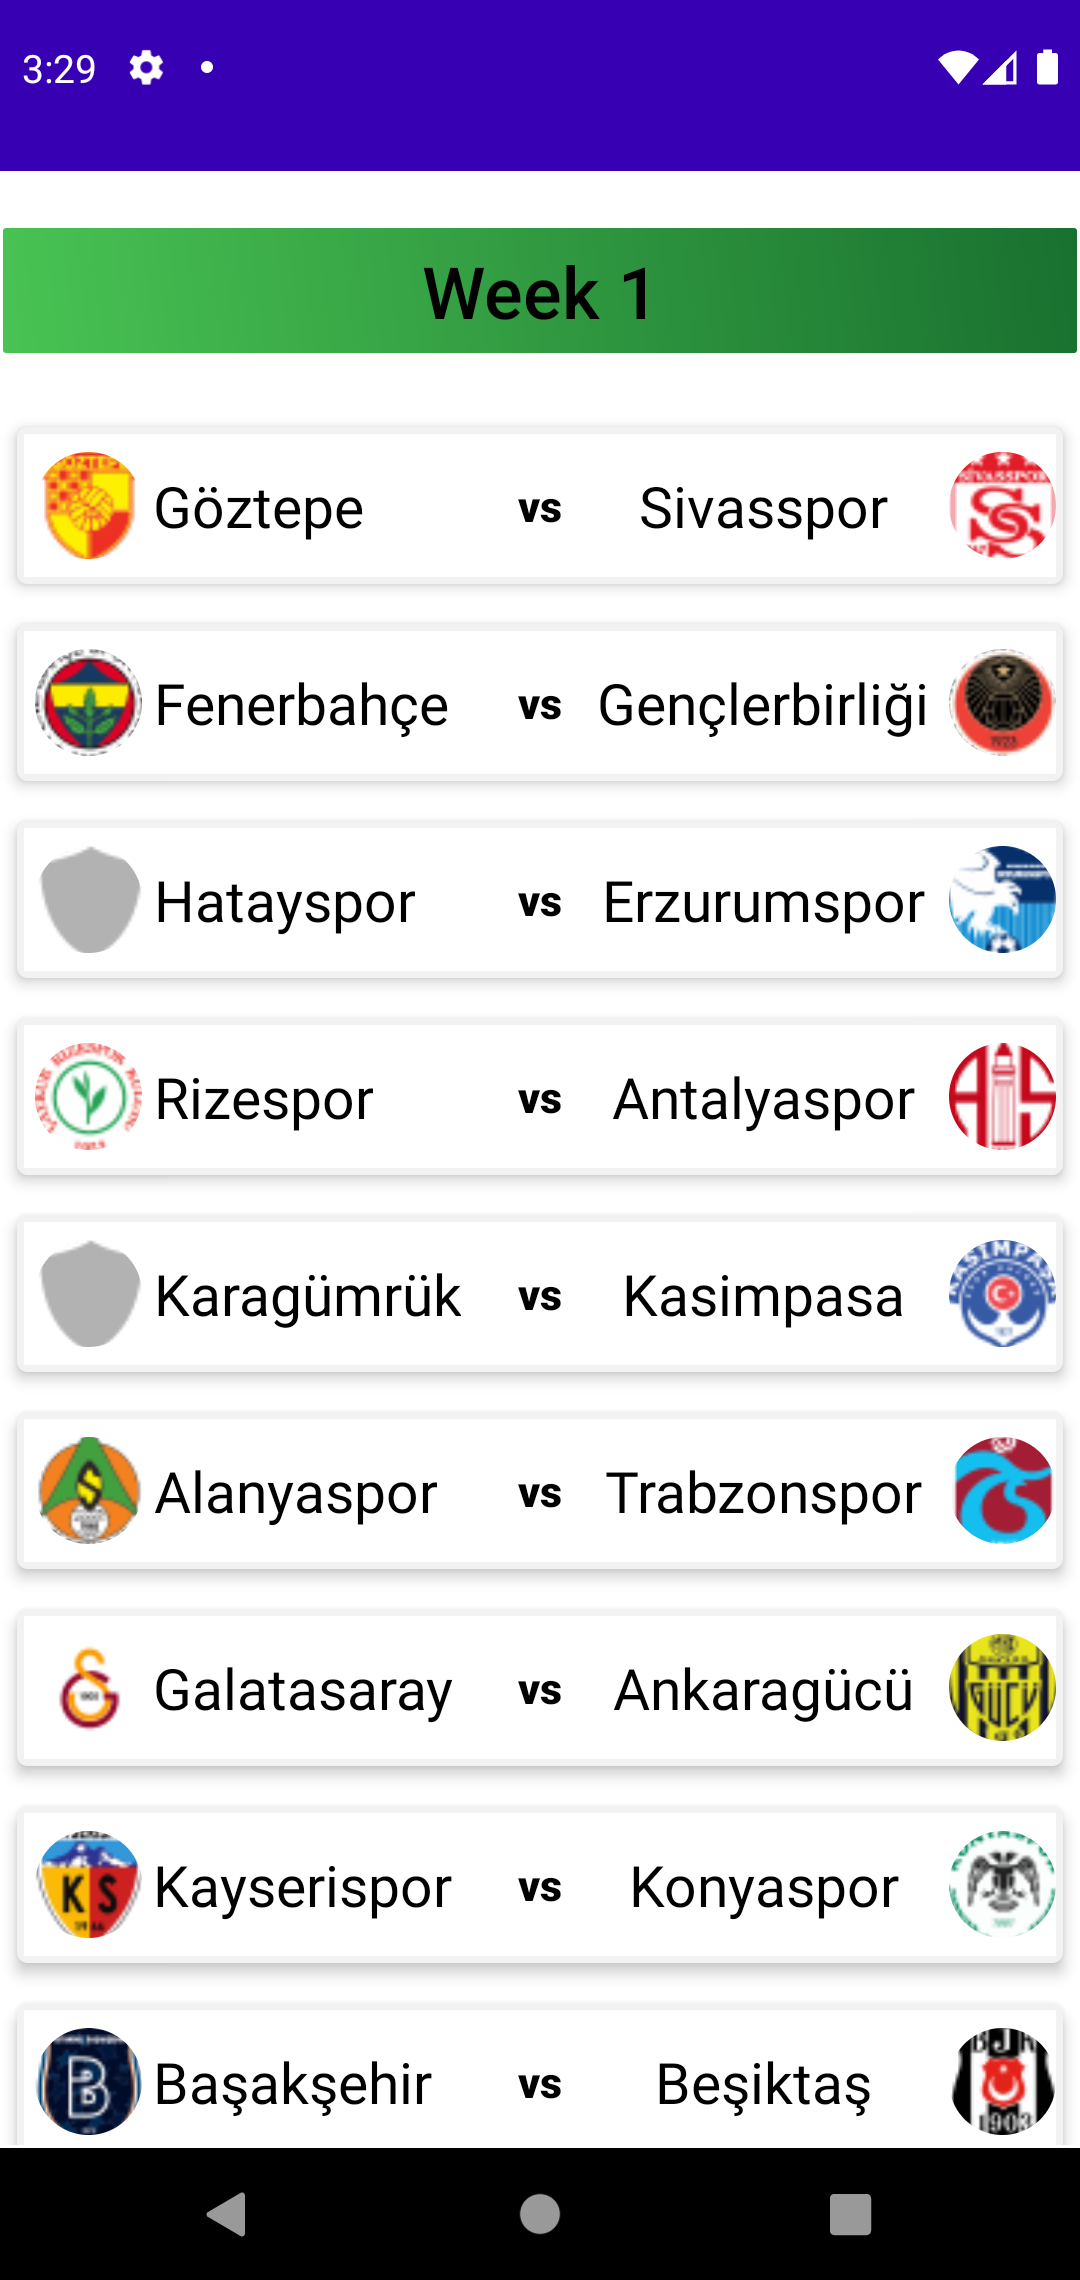 3:29
Week 1
Göztepe vs Sivasspor
Fenerbahçe vs Gençlerbirliği
Hatayspor vs Erzurumspor
Rizespor vs Antalyaspor
Karagümrük vs Kasimpasa
Alanyaspor vs Trabzonspor
Galatasaray vs Ankaragücü
Kayserispor vs Konyaspor
Başakşehir vs Beşiktaş